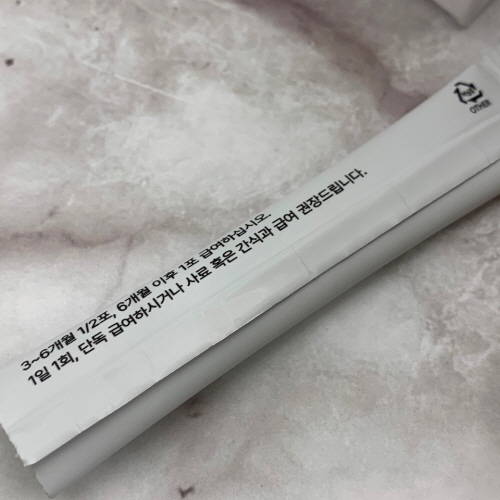 3~6개월 1/2포, 6개월 이후 1포 급여하십시오.
1일 1회, 단독 급여하시거나 사료 혹은 간식과 급여 권장드립니다.
OTHER